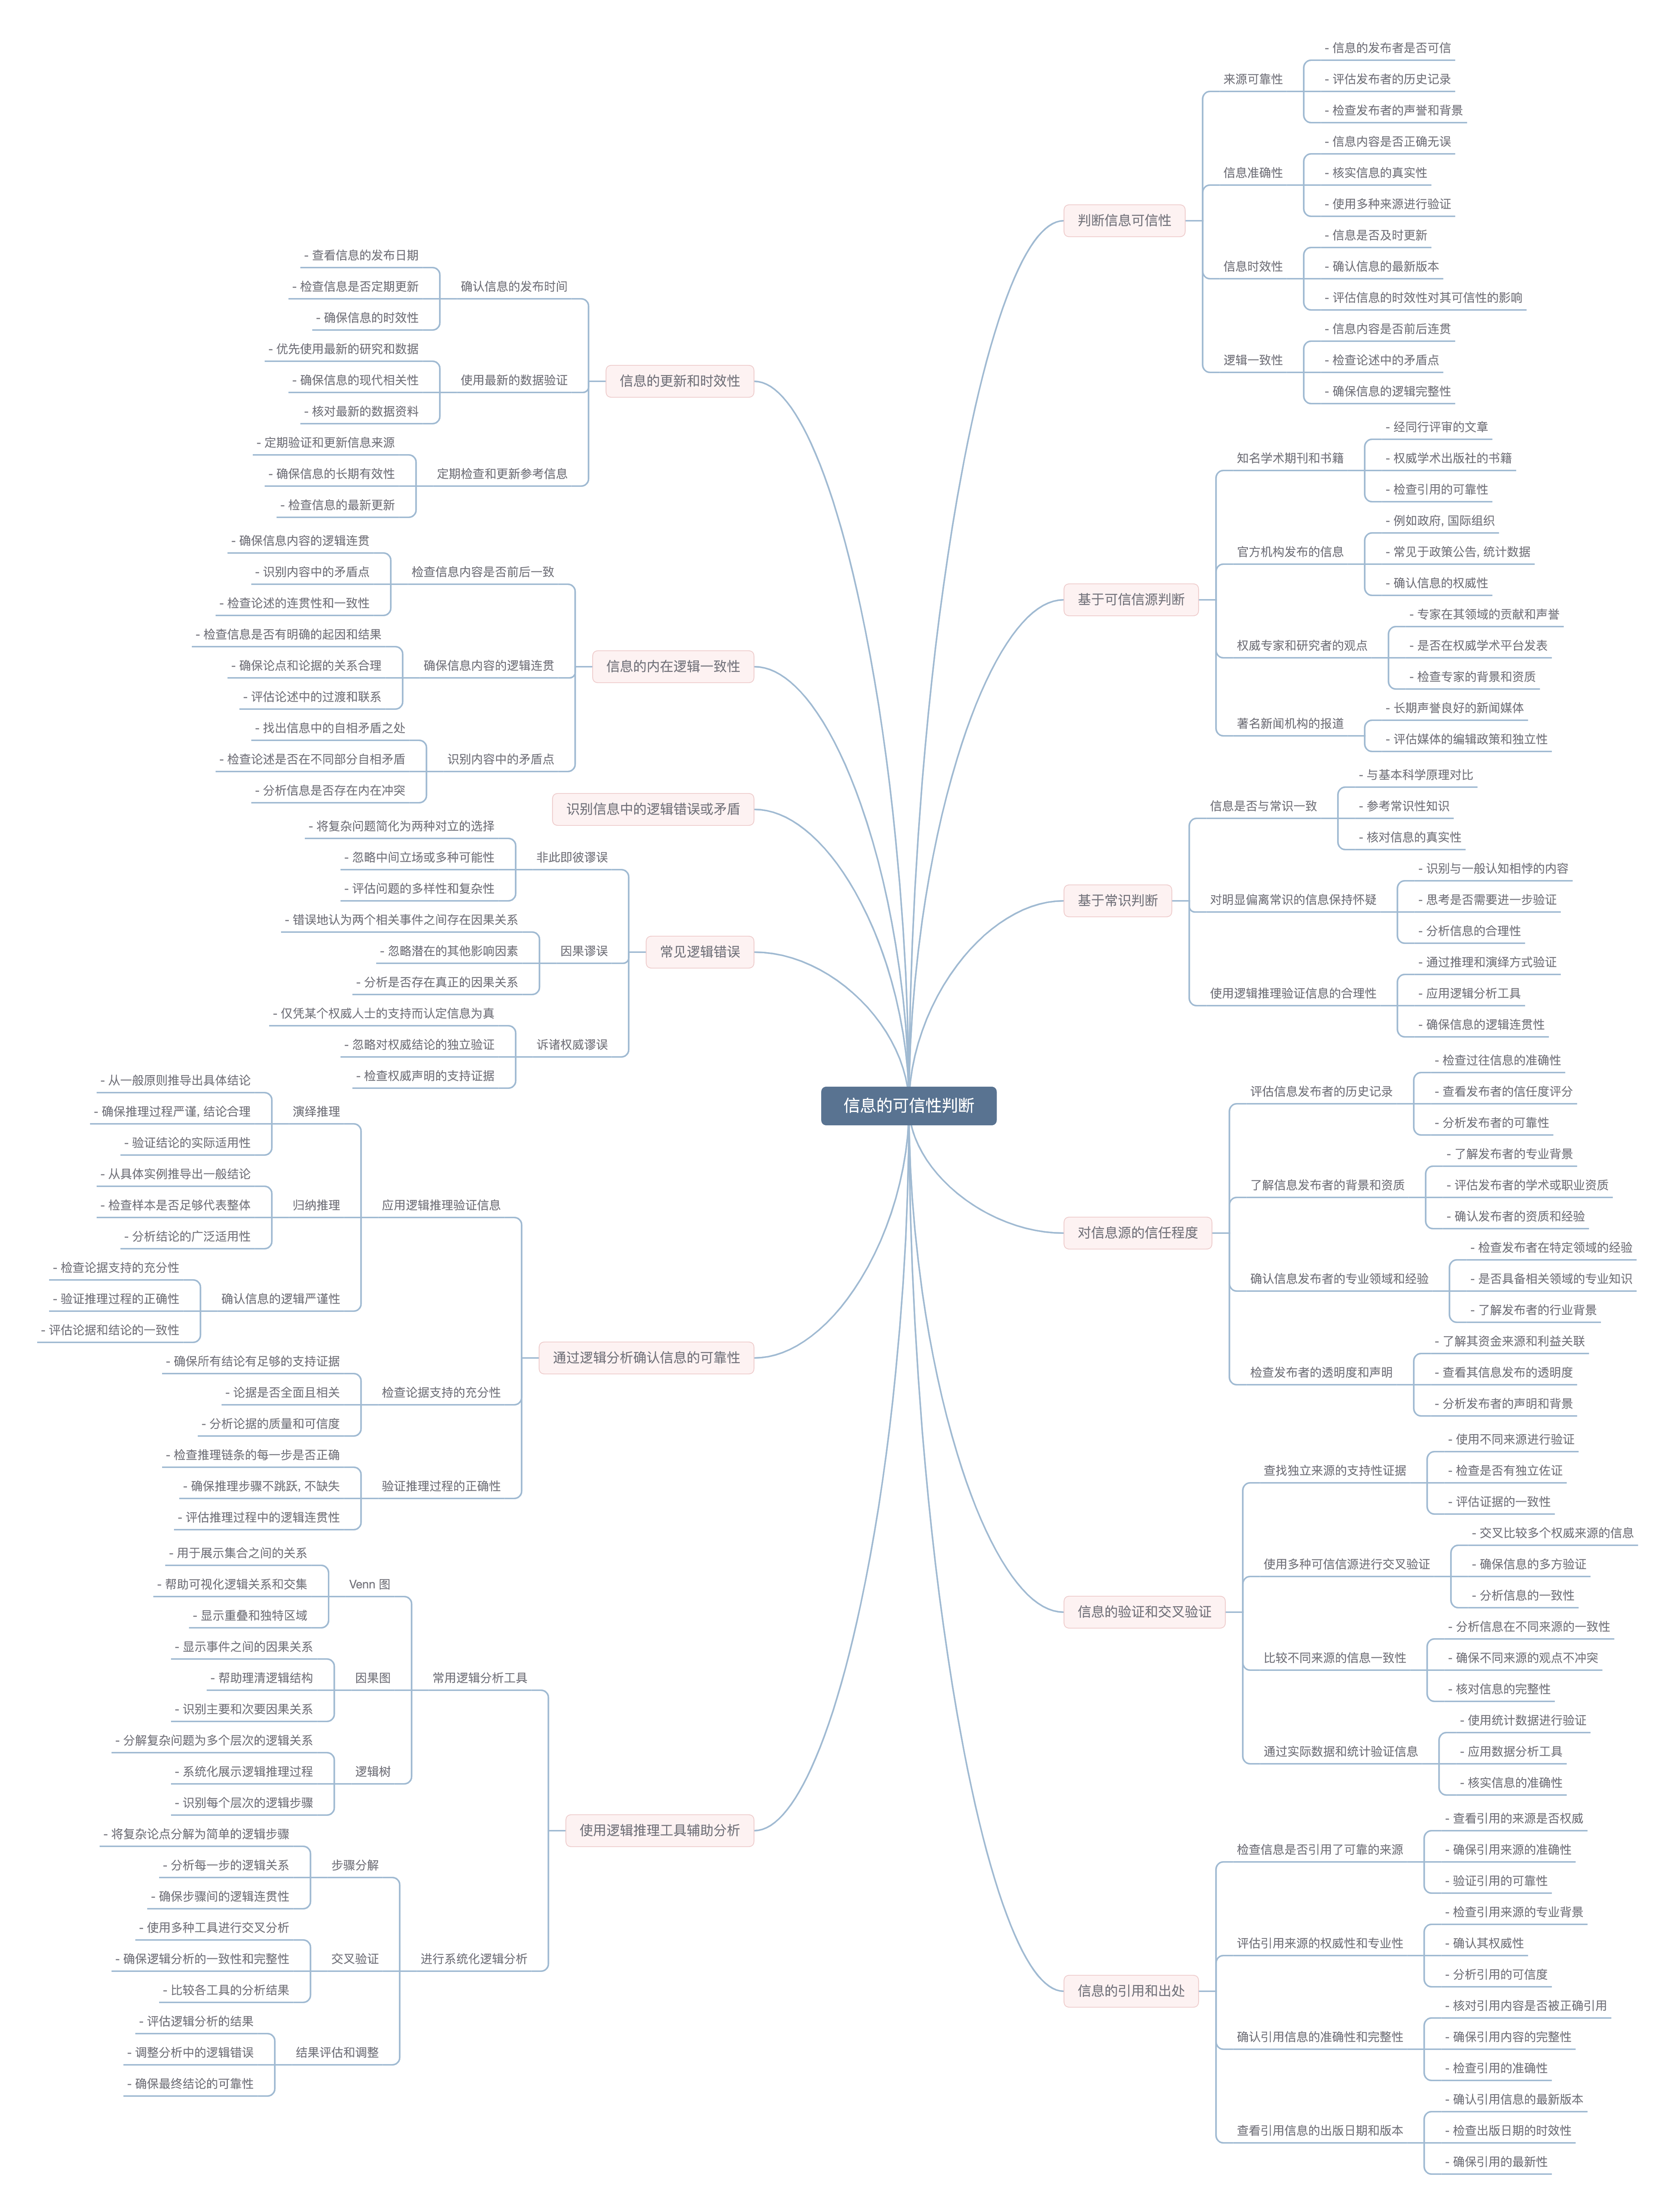 信息的可信性判断
判断信息可信性
来源可靠性
- 信息的发布者是否可信
- 评估发布者的历史记录
- 检查发布者的声誉和背景
信息准确性
- 信息内容是否正确无误
- 核实信息的真实性
- 使用多种来源进行验证
信息时效性
- 信息是否及时更新
- 确认信息的最新版本
- 评估信息的时效性对其可信性的影响
逻辑一致性
- 信息内容是否前后连贯
- 检查论述中的矛盾点
- 确保信息的逻辑完整性
基于可信信源判断
知名学术期刊和书籍
- 经同行评审的文章
- 权威学术出版社的书籍
- 检查引用的可靠性
官方机构发布的信息
- 例如政府, 国际组织
- 常见于政策公告, 统计数据
- 确认信息的权威性
权威专家和研究者的观点
- 专家在其领域的贡献和声誉
- 是否在权威学术平台发表
- 检查专家的背景和资质
著名新闻机构的报道
- 长期声誉良好的新闻媒体
- 评估媒体的编辑政策和独立性
基于常识判断
信息是否与常识一致
- 与基本科学原理对比
- 参考常识性知识
- 核对信息的真实性
对明显偏离常识的信息保持怀疑
- 识别与一般认知相悖的内容
- 思考是否需要进一步验证
- 分析信息的合理性
使用逻辑推理验证信息的合理性
- 通过推理和演绎方式验证
- 应用逻辑分析工具
- 确保信息的逻辑连贯性
对信息源的信任程度
评估信息发布者的历史记录
- 检查过往信息的准确性
- 查看发布者的信任度评分
- 分析发布者的可靠性
了解信息发布者的背景和资质
- 了解发布者的专业背景
- 评估发布者的学术或职业资质
- 确认发布者的资质和经验
确认信息发布者的专业领域和经验
- 检查发布者在特定领域的经验
- 是否具备相关领域的专业知识
- 了解发布者的行业背景
检查发布者的透明度和声明
- 了解其资金来源和利益关联
- 查看其信息发布的透明度
- 分析发布者的声明和背景
信息的验证和交叉验证
查找独立来源的支持性证据
- 使用不同来源进行验证
- 检查是否有独立佐证
- 评估证据的一致性
使用多种可信信源进行交叉验证
- 交叉比较多个权威来源的信息
- 确保信息的多方验证
- 分析信息的一致性
比较不同来源的信息一致性
- 分析信息在不同来源的一致性
- 确保不同来源的观点不冲突
- 核对信息的完整性
通过实际数据和统计验证信息
- 使用统计数据进行验证
- 应用数据分析工具
- 核实信息的准确性
信息的引用和出处
检查信息是否引用了可靠的来源
- 查看引用的来源是否权威
- 确保引用来源的准确性
- 验证引用的可靠性
评估引用来源的权威性和专业性
- 检查引用来源的专业背景
- 确认其权威性
- 分析引用的可信度
确认引用信息的准确性和完整性
- 核对引用内容是否被正确引用
- 确保引用内容的完整性
- 检查引用的准确性
查看引用信息的出版日期和版本
- 确认引用信息的最新版本
- 检查出版日期的时效性
- 确保引用的最新性
信息的更新和时效性
确认信息的发布时间
- 查看信息的发布日期
- 检查信息是否定期更新
- 确保信息的时效性
使用最新的数据验证
- 优先使用最新的研究和数据
- 确保信息的现代相关性
- 核对最新的数据资料
定期检查和更新参考信息
- 定期验证和更新信息来源
- 确保信息的长期有效性
- 检查信息的最新更新
信息的内在逻辑一致性
检查信息内容是否前后一致
- 确保信息内容的逻辑连贯
- 识别内容中的矛盾点
- 检查论述的连贯性和一致性
确保信息内容的逻辑连贯
- 检查信息是否有明确的起因和结果
- 确保论点和论据的关系合理
- 评估论述中的过渡和联系
识别内容中的矛盾点
- 找出信息中的自相矛盾之处
- 检查论述是否在不同部分自相矛盾
- 分析信息是否存在内在冲突
识别信息中的逻辑错误或矛盾
常见逻辑错误
非此即彼谬误
- 将复杂问题简化为两种对立的选择
- 忽略中间立场或多种可能性
- 评估问题的多样性和复杂性
因果谬误
- 错误地认为两个相关事件之间存在因果关系
- 忽略潜在的其他影响因素
- 分析是否存在真正的因果关系
诉诸权威谬误
- 仅凭某个权威人士的支持而认定信息为真
- 忽略对权威结论的独立验证
- 检查权威声明的支持证据
通过逻辑分析确认信息的可靠性
应用逻辑推理验证信息
演绎推理
- 从一般原则推导出具体结论
- 确保推理过程严谨, 结论合理
- 验证结论的实际适用性
归纳推理
- 从具体实例推导出一般结论
- 检查样本是否足够代表整体
- 分析结论的广泛适用性
确认信息的逻辑严谨性
- 检查论据支持的充分性
- 验证推理过程的正确性
- 评估论据和结论的一致性
检查论据支持的充分性
- 确保所有结论有足够的支持证据
- 论据是否全面且相关
- 分析论据的质量和可信度
验证推理过程的正确性
- 检查推理链条的每一步是否正确
- 确保推理步骤不跳跃, 不缺失
- 评估推理过程中的逻辑连贯性
使用逻辑推理工具辅助分析
常用逻辑分析工具
Venn 图
- 用于展示集合之间的关系
- 帮助可视化逻辑关系和交集
- 显示重叠和独特区域
因果图
- 显示事件之间的因果关系
- 帮助理清逻辑结构
- 识别主要和次要因果关系
逻辑树
- 分解复杂问题为多个层次的逻辑关系
- 系统化展示逻辑推理过程
- 识别每个层次的逻辑步骤
进行系统化逻辑分析
步骤分解
- 将复杂论点分解为简单的逻辑步骤
- 分析每一步的逻辑关系
- 确保步骤间的逻辑连贯性
交叉验证
- 使用多种工具进行交叉分析
- 确保逻辑分析的一致性和完整性
- 比较各工具的分析结果
结果评估和调整
- 评估逻辑分析的结果
- 调整分析中的逻辑错误
- 确保最终结论的可靠性